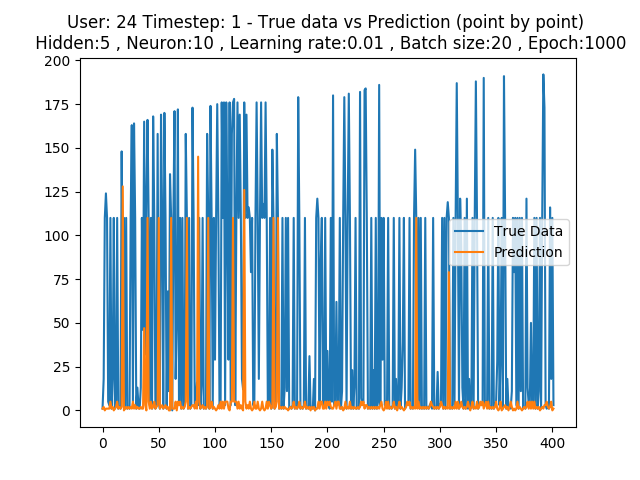 User: 24 Timestep: 1 - True data vs Prediction (point by point)
Hidden:5 , Neuron:10 , Learning rate:0.01 , Batch size:20 , Epoch:1000
200
175
150
125
100
75
50
25
0
True Data
Prediction
0 50 100 150 200 250 300 350 400